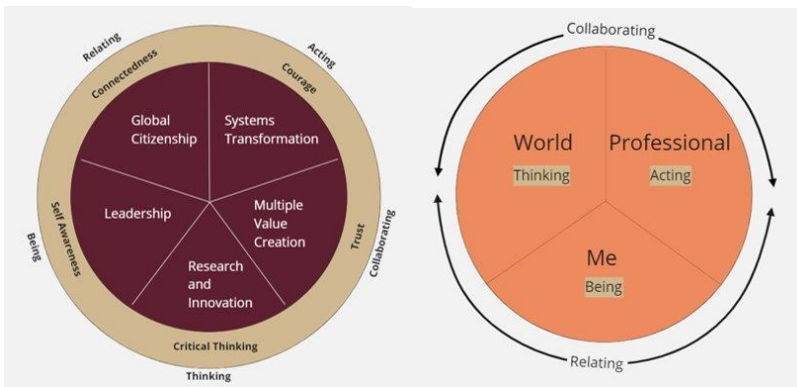 Relating
Acting
Connectedness
Courage
Global
Citizenship
Systems
Transformation
Leadership
Multiple
Value
Creation
Research
and
Innovation
Self Awareness
Being
Trust
Collaborating
Critical Thinking
Thinking
Collaborating
World
Thinking
Professional
Acting
Me
Being
Relating